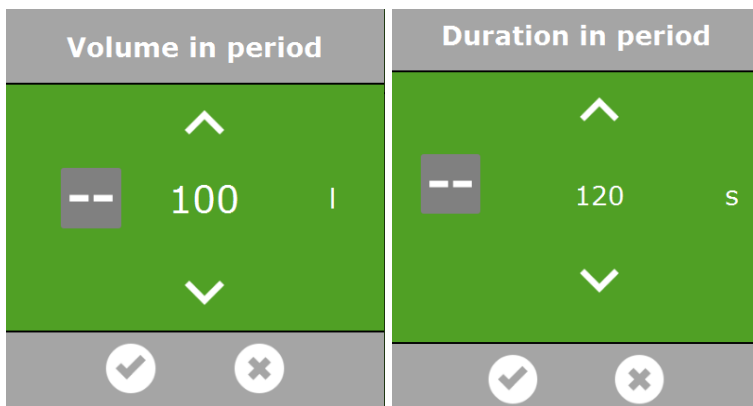 Volume in period
--
100
l
Duration in period
--
120
s